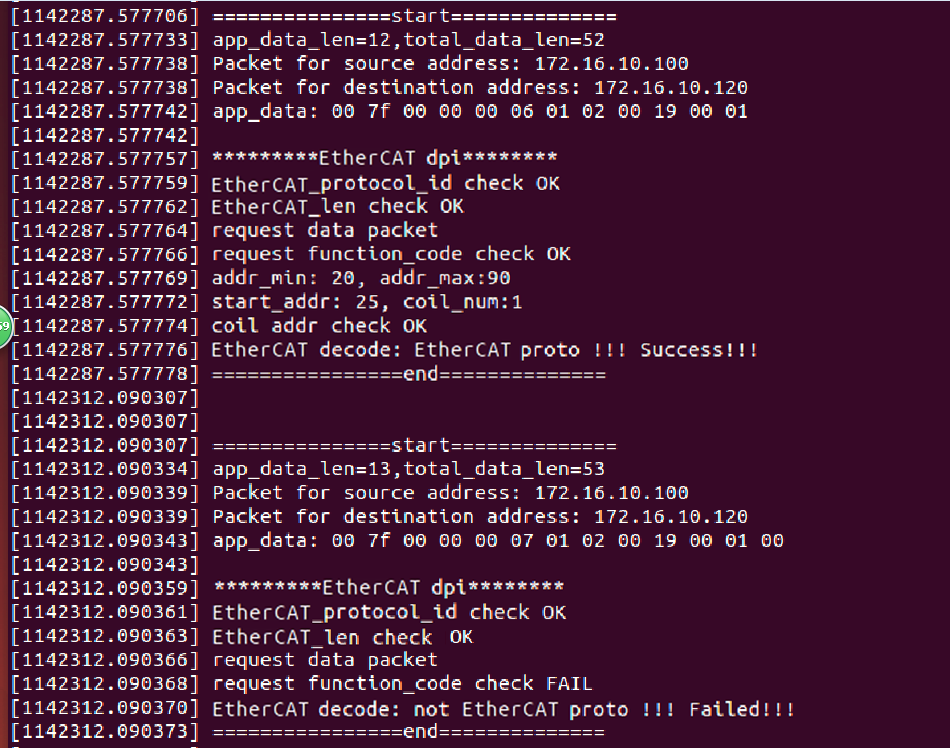 [1142287.577706] ===============start==============
[1142287.577733] app_data_len=12,total_data_len=52
[1142287.577738] Packet for source address: 172.16.10.100
[1142287.577738] Packet for destination address: 172.16.10.120
[1142287.577742] app_data: 00 7f 00 00 00 06 01 02 00 19 00 01
[1142287.577742]
[1142287.577757] *********EtherCAT dpi********
[1142287.577759] EtherCAT_protocol_id check OK
[1142287.577762] EtherCAT_len check OK
[1142287.577764] request data packet
[1142287.577766] request function_code check OK
[1142287.577769] addr_min: 20, addr_max:90
[1142287.577772] start_addr: 25, coil_num:1
[1142287.577774] coil addr check OK
[1142287.577776] EtherCAT decode: EtherCAT proto !!! Success!!!
[1142287.577778] ================end==============
[1142312.090307]
[1142312.090307]
[1142312.090307] ===============start==============
[1142312.090334] app_data_len=13,total_data_len=53
[1142312.090339] Packet for source address: 172.16.10.100
[1142312.090339] Packet for destination address: 172.16.10.120
[1142312.090343] app_data: 00 7f 00 00 00 07 01 02 00 19 00 01 00
[1142312.090343]
[1142312.090359] *********EtherCAT dpi********
[1142312.090361] EtherCAT_protocol_id check OK
[1142312.090363] EtherCAT_len check OK
[1142312.090366] request data packet
[1142312.090368] request function_code check FAIL
[1142312.090370] EtherCAT decode: not EtherCAT proto !!! Failed!!!
[1142312.090373] ================end==============